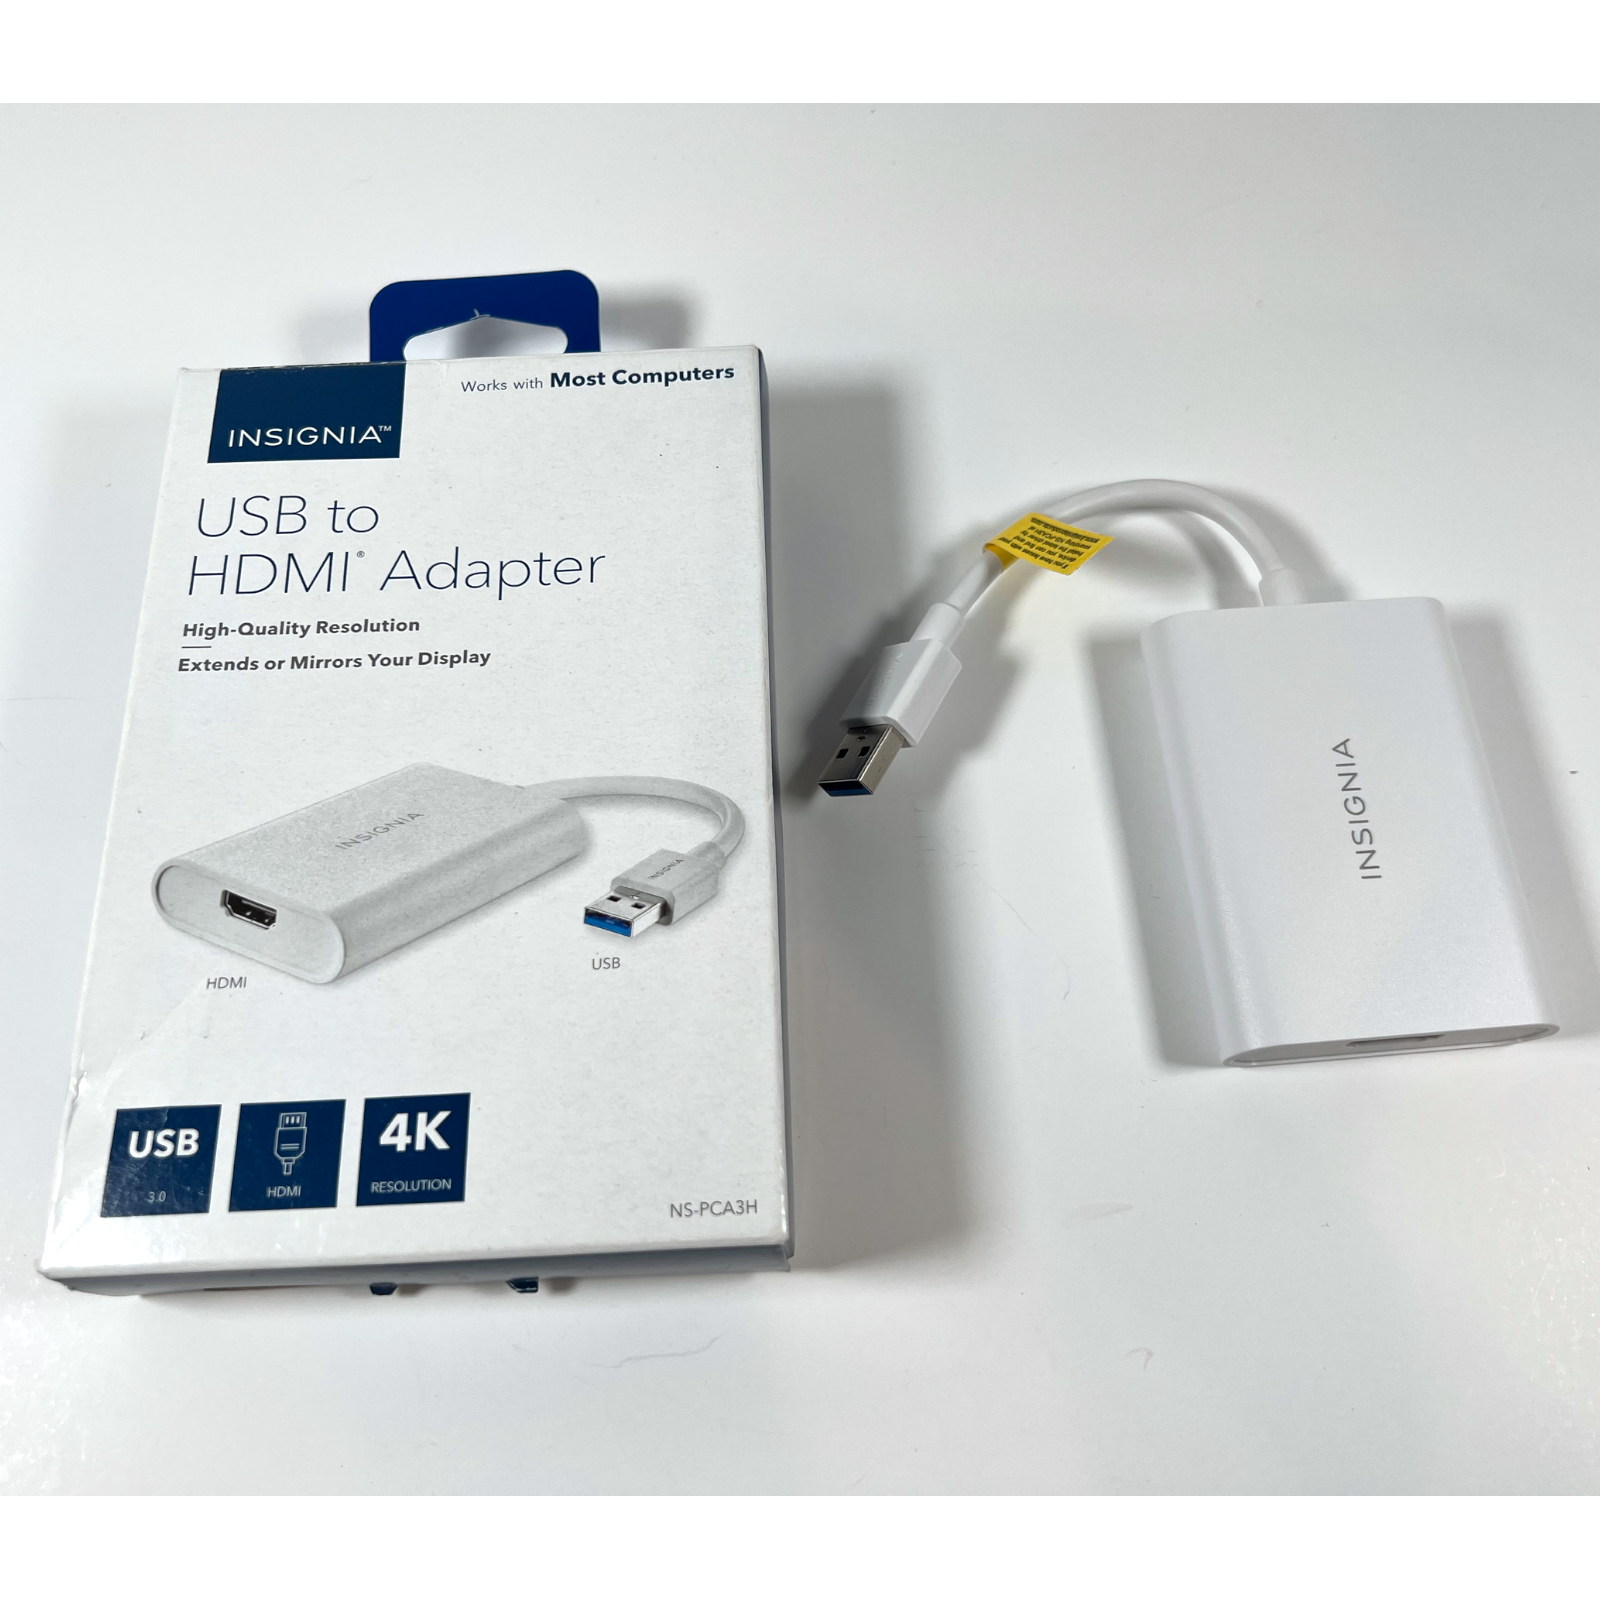 Works with Most Computers
INSIGNIA™
USB to
HDMI® Adapter
High-Quality Resolution
Extends or Mirrors Your Display
INSIGNIA
INSIGNIA
HDMI
USB
USB
3.0
HDMI
4K
RESOLUTION
NS-PCA3H
INSIGNIA
INSIGNIA